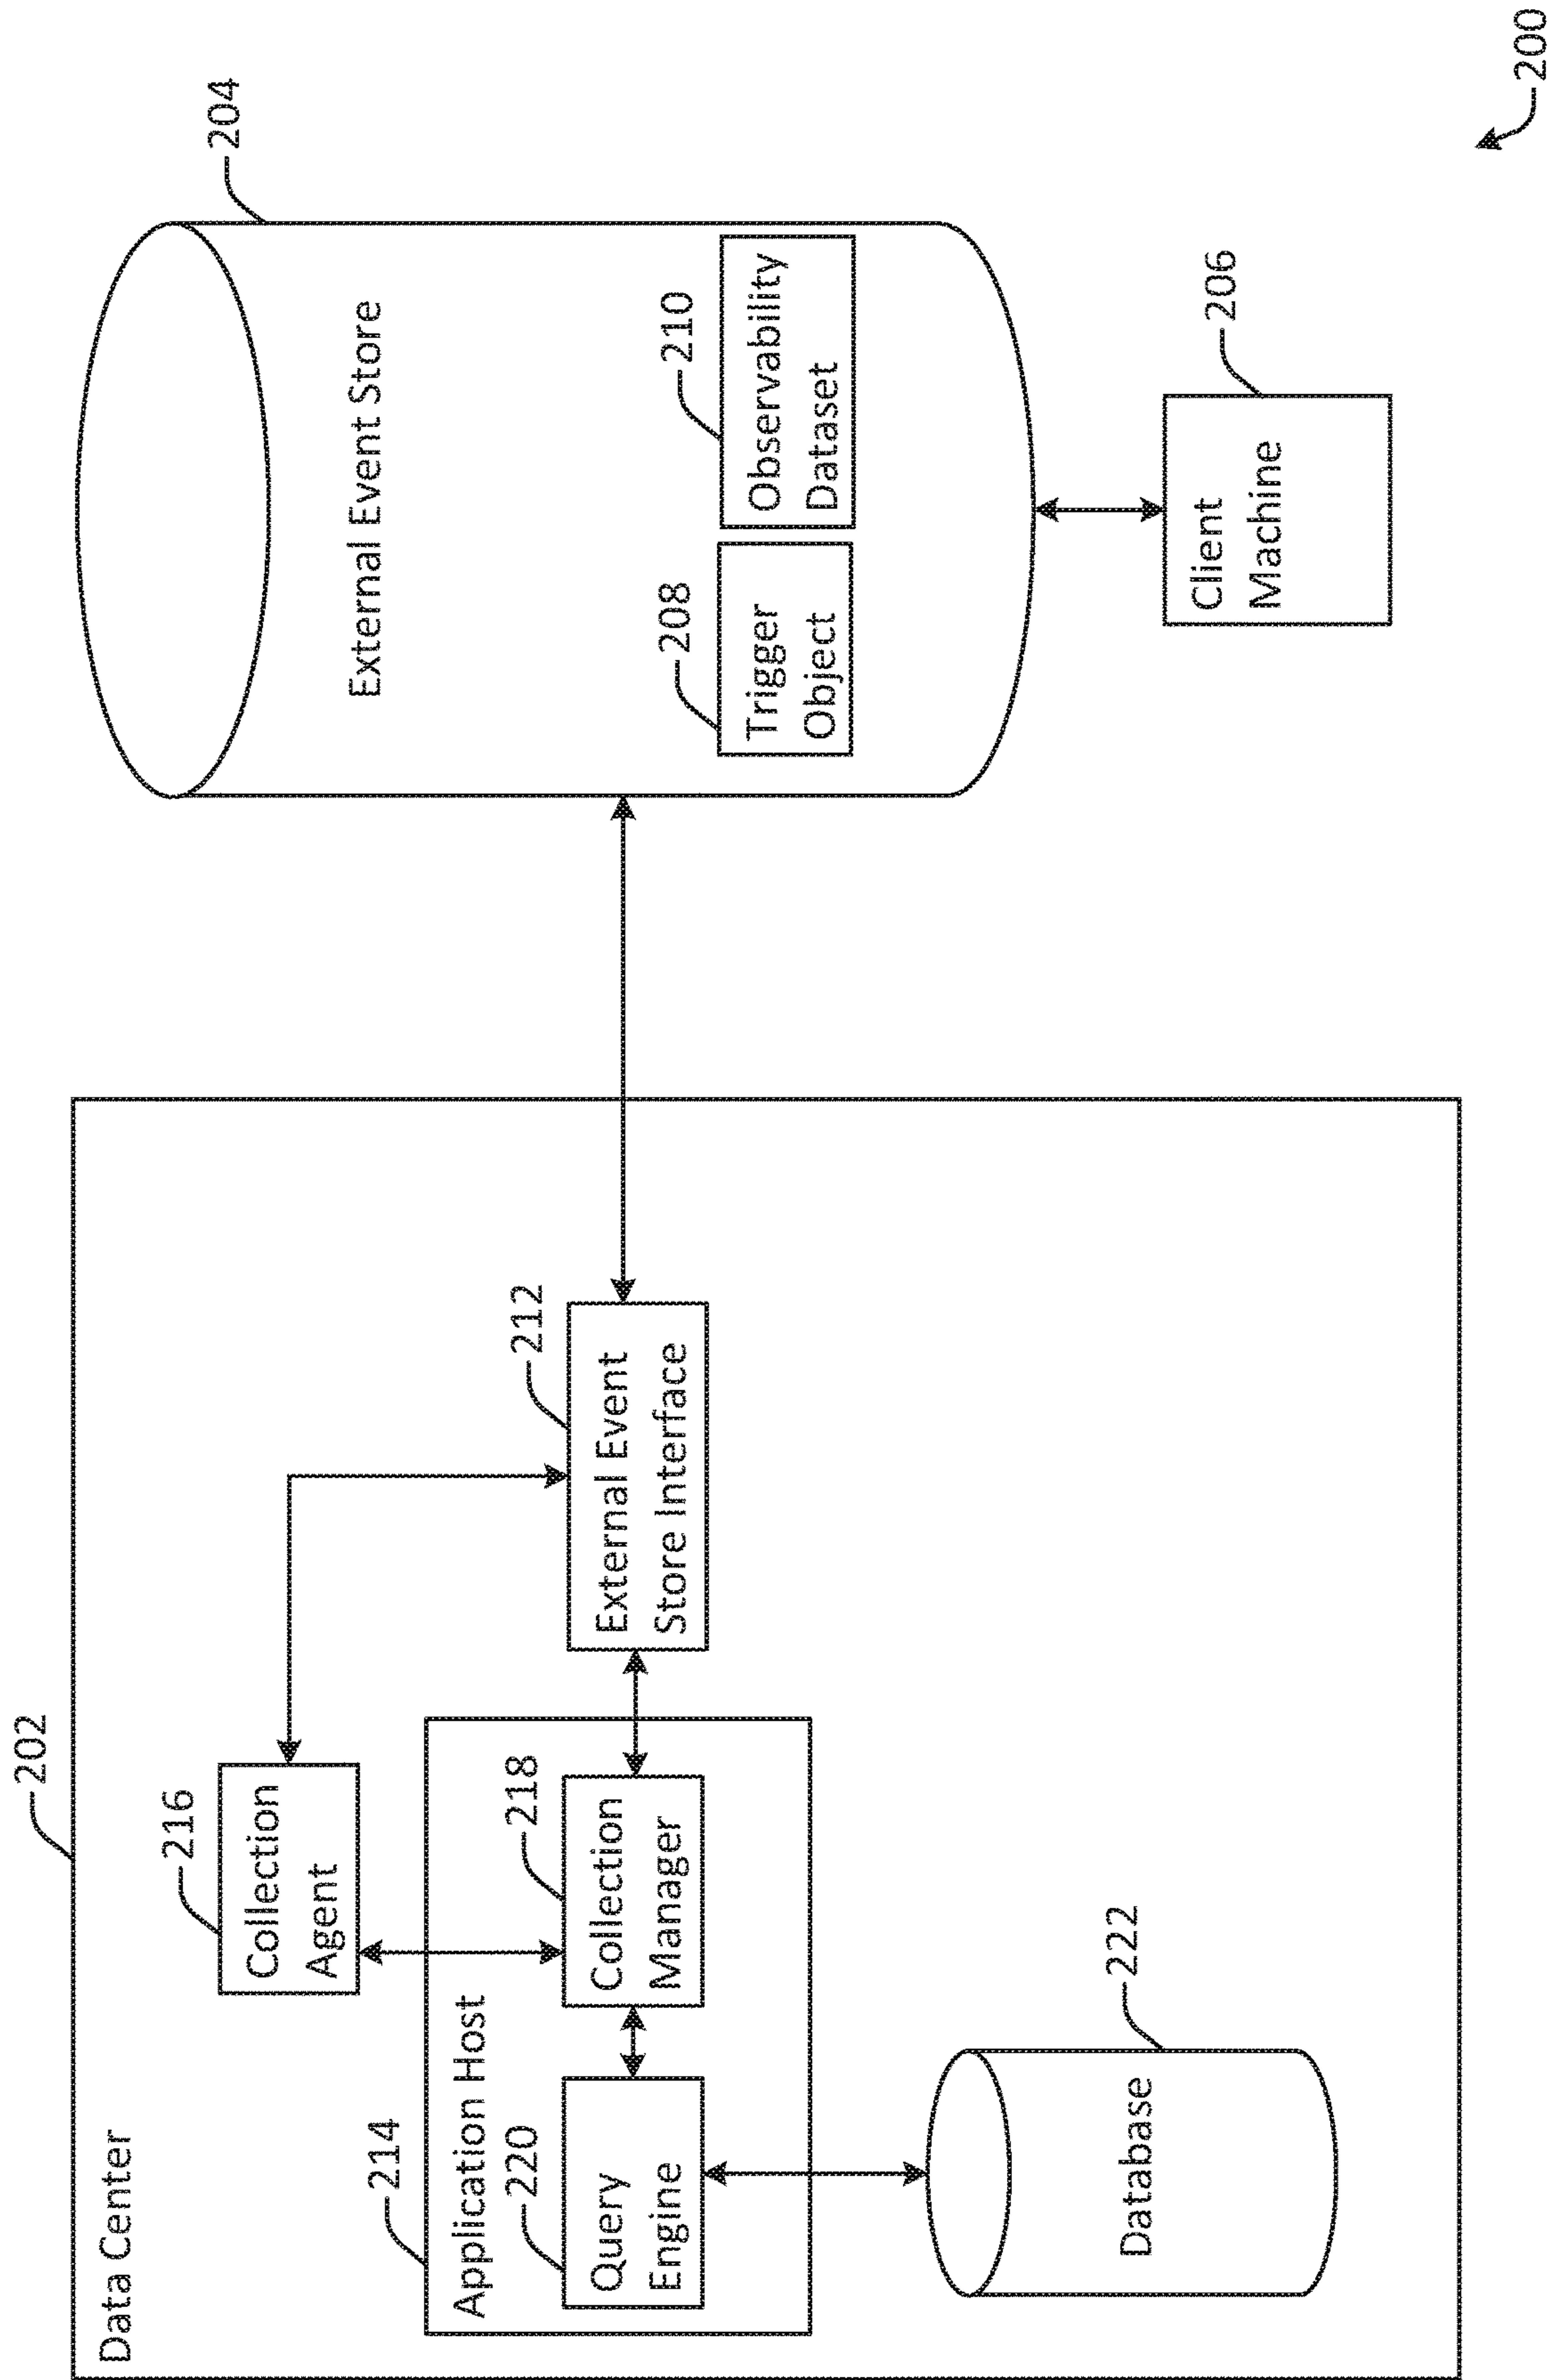 Data Center
202
216
Collection
Agent
214
Application Host
220
Query
Engine
218
Collection
Manager
212
External Event
Store Interface
222
Database
204
External Event Store
208
Trigger
Object
210
Observability
Dataset
206
Client
Machine
200